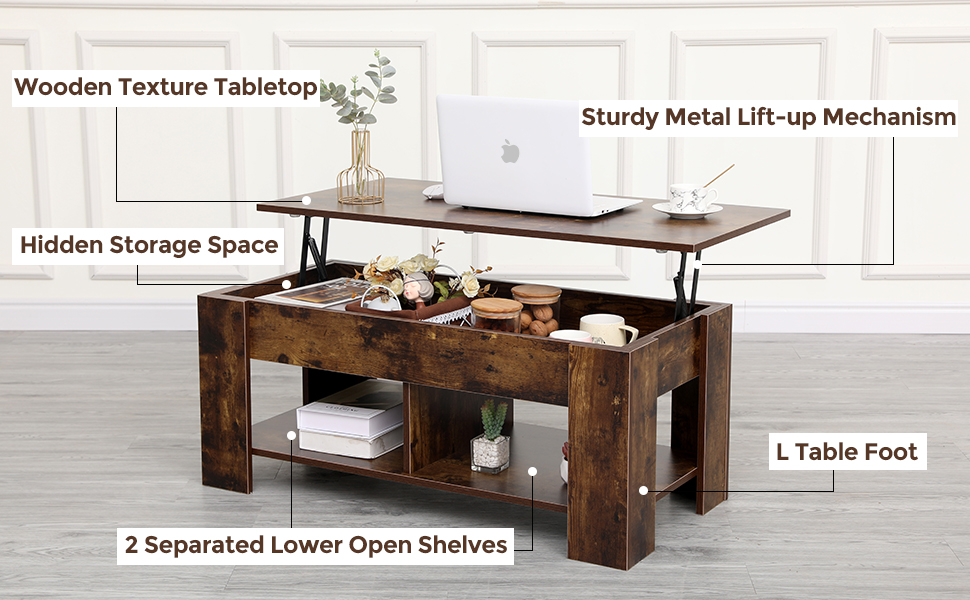 Wooden Texture Tabletop
Sturdy Metal Lift-up Mechanism
Hidden Storage Space
L Table Foot
2 Separated Lower Open Shelves